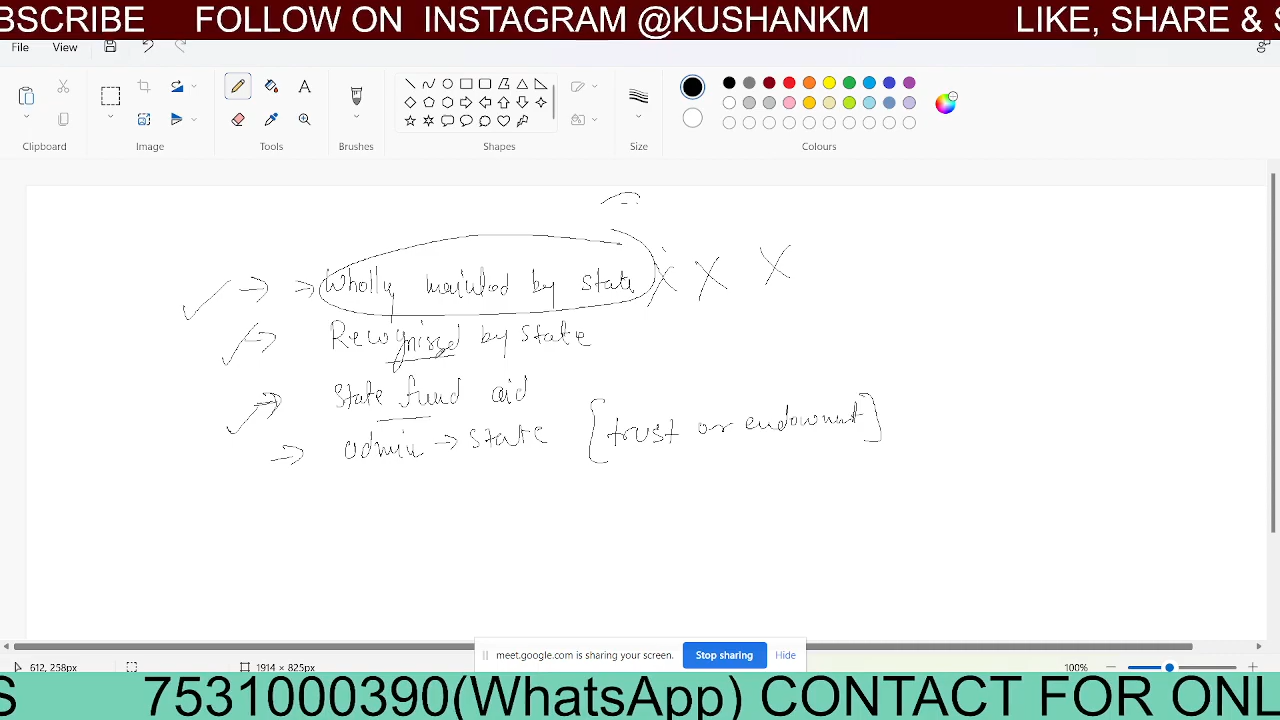 BSCRIBE FOLLOW ON INSTAGRAM @KUSHANKM LIKE, SHARE & S
File View
Clipboard Image Tools Brushes Shapes Size Colours
Wholly maintained by state X X X
Recognised by state
State fund aid
admin → state [trust or endowment]
meet.google.com is sharing your screen. Stop sharing Hide
612, 258px 1914 × 825px 100%
S 7531000390(WhatsApp) CONTACT FOR ONL